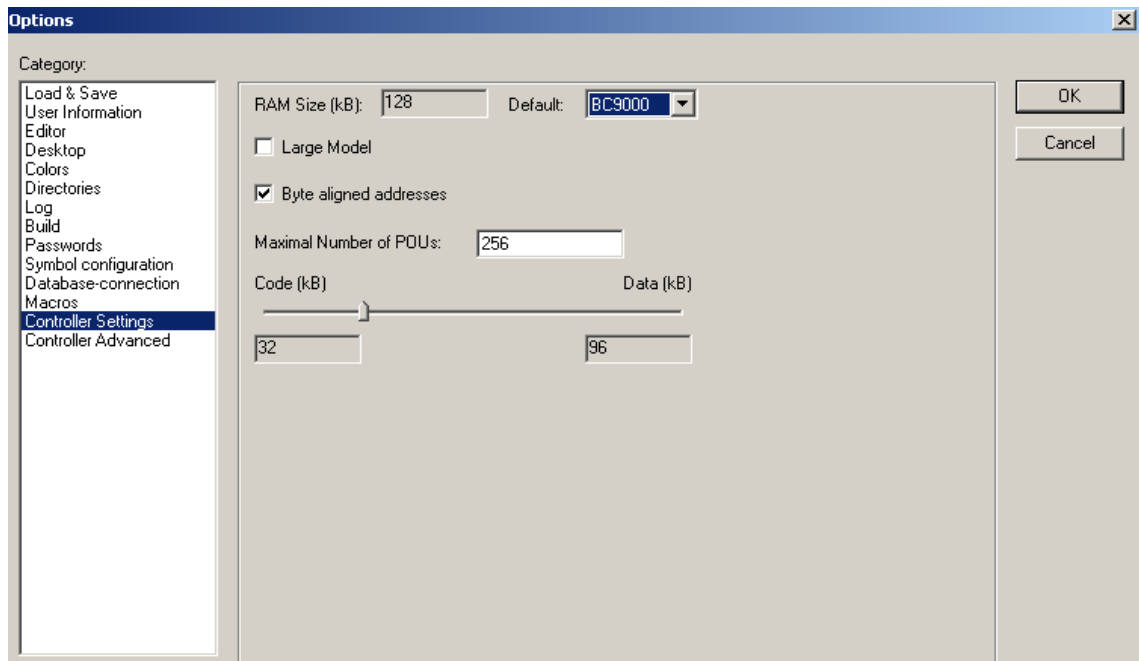 Options
Category:
Load & Save
User Information
Editor
Desktop
Colors
Directories
Log
Build
Passwords
Symbol configuration
Database-connection
Macros
Controller Settings
Controller Advanced
RAM Size (kB): 128 Default: BC9000
Large Model
Byte aligned addresses
Maximal Number of POUs: 256
Code (kB) Data (kB)
32 96
OK
Cancel